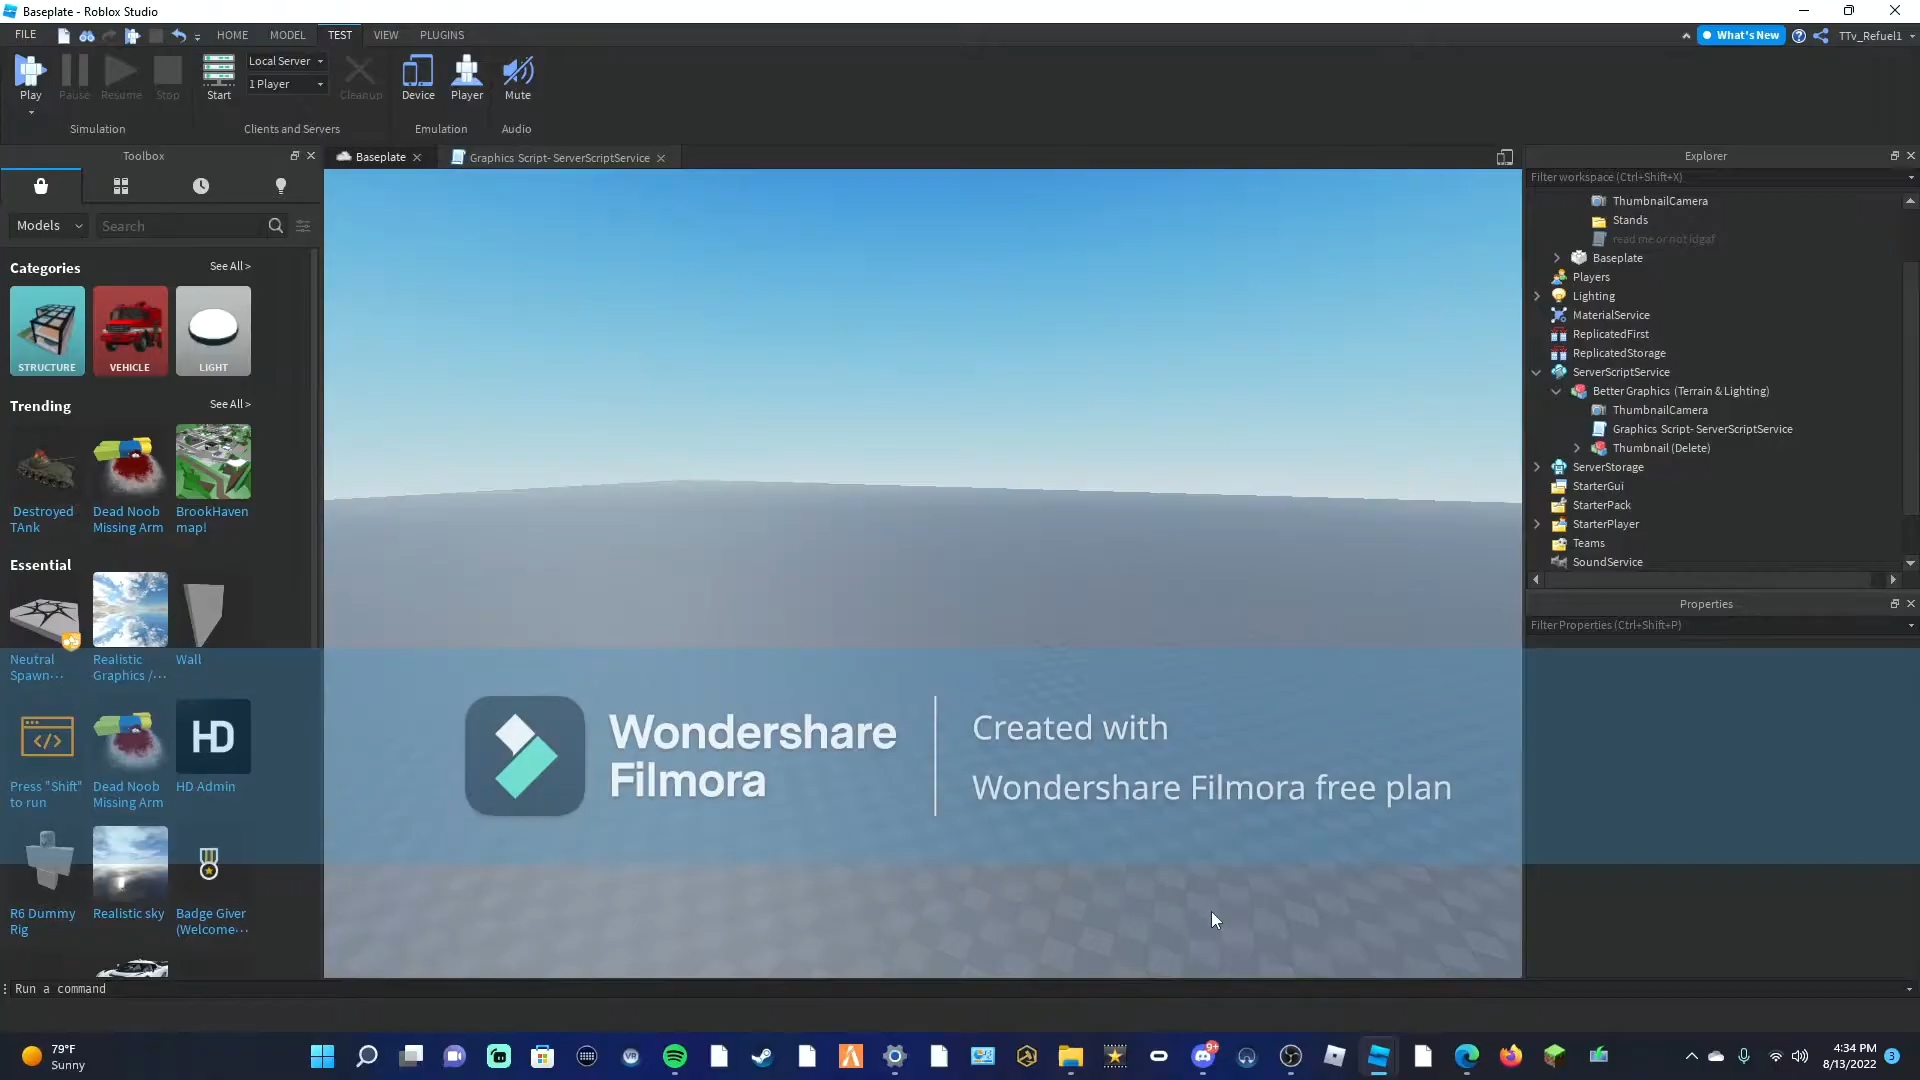 Baseplate - Roblox Studio
FILE
HOME
MODEL
TEST
VIEW
PLUGINS
What's New
TTv_Refuel1
Play
Pause
Resume
Stop
Start
Local Server
1 Player
Cleanup
Device
Player
Mute
Simulation
Clients and Servers
Emulation
Audio
Toolbox
Models
Search
Categories
See All >
STRUCTURE
VEHICLE
LIGHT
Trending
See All >
Destroyed
TAnk
Dead Noob
Missing Arm
BrookHaven
map!
Essential
Neutral
Spawn...
Realistic
Graphics /...
Wall
Press "Shift"
to run
Dead Noob
Missing Arm
HD
HD Admin
R6 Dummy
Rig
Realistic sky
Badge Giver
(Welcome...
Baseplate
Graphics Script- ServerScriptService
Wondershare
Filmora
Created with
Wondershare Filmora free plan
Explorer
Filter workspace (Ctrl+Shift+X)
ThumbnailCamera
Stands
read me or not idgaf
Baseplate
Players
Lighting
MaterialService
ReplicatedFirst
ReplicatedStorage
ServerScriptService
Better Graphics (Terrain & Lighting)
ThumbnailCamera
Graphics Script- ServerScriptService
Thumbnail (Delete)
ServerStorage
StarterGui
StarterPack
StarterPlayer
Teams
SoundService
Properties
Filter Properties (Ctrl+Shift+P)
Run a command
79°F
Sunny
VR
9+
4:34 PM
8/13/2022
3